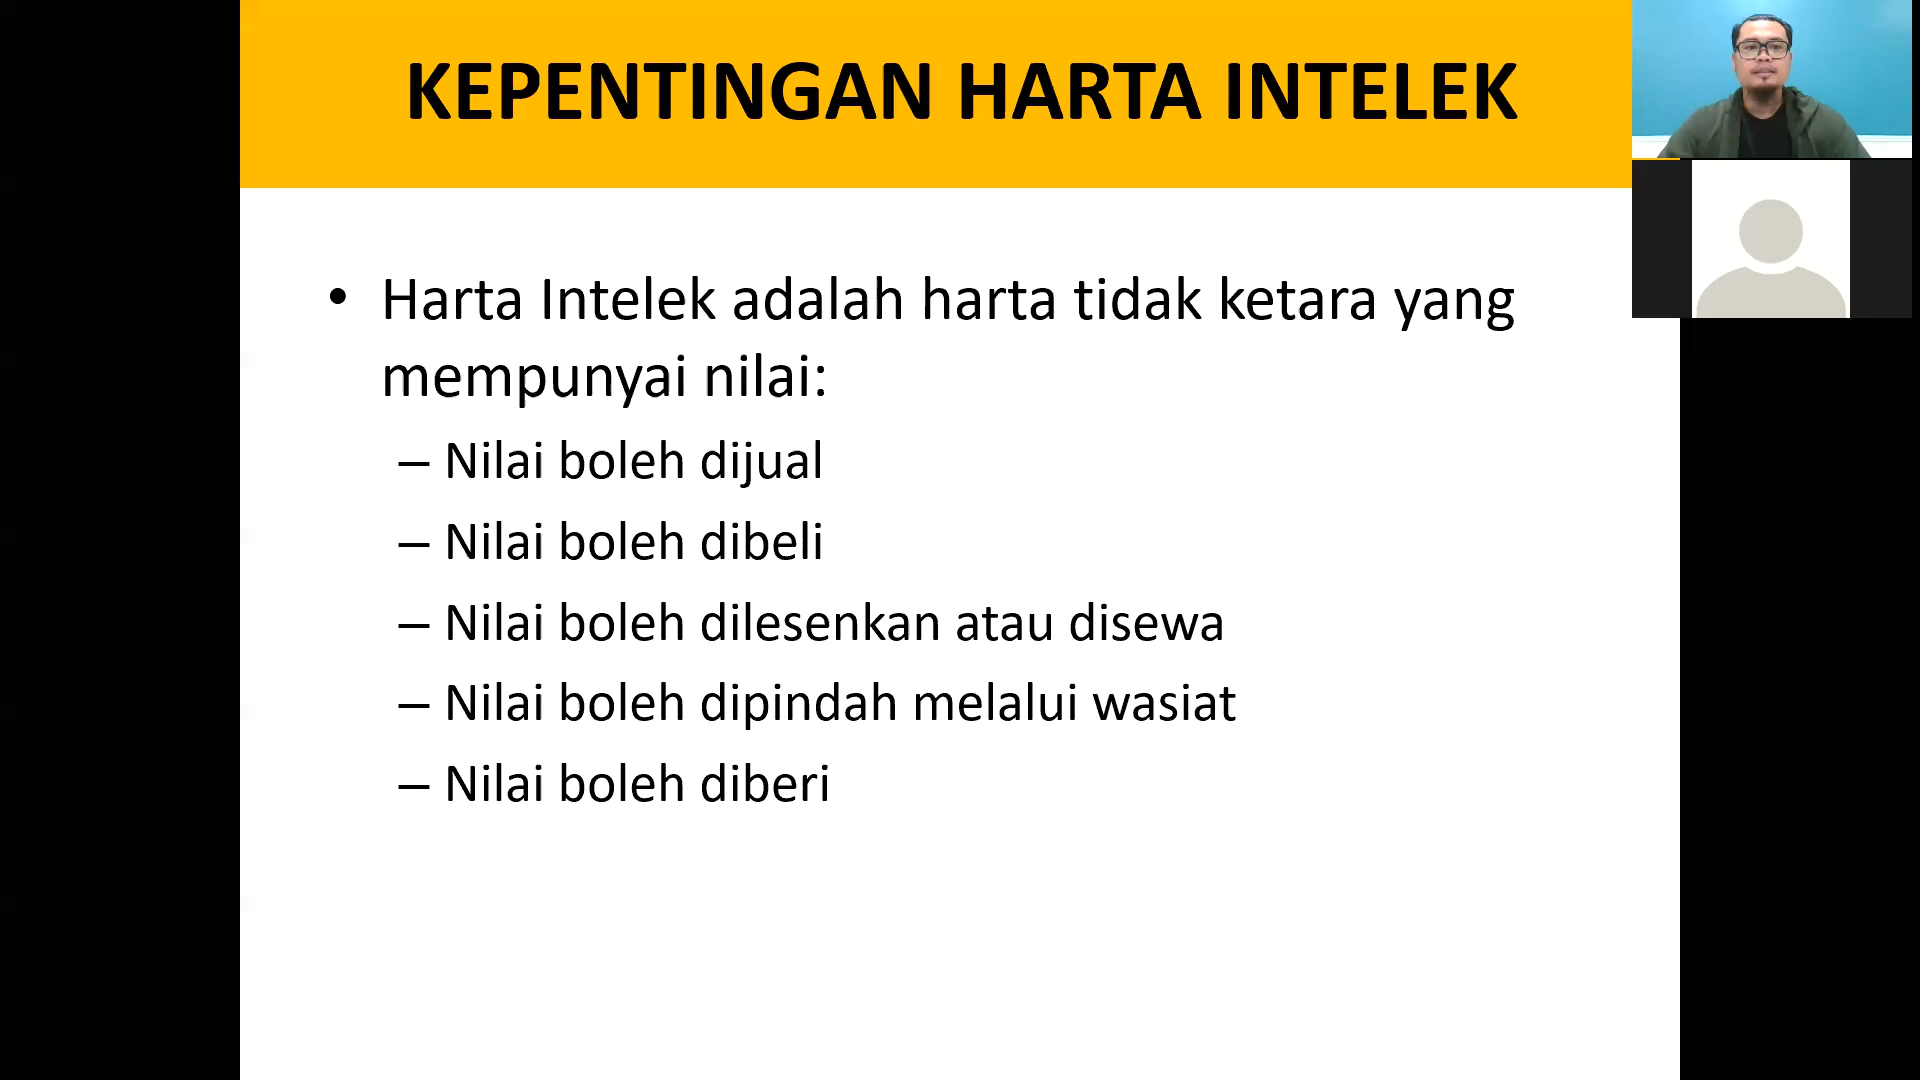 KEPENTINGAN HARTA INTELEK
• Harta Intelek adalah harta tidak ketara yang
mempunyai nilai:
– Nilai boleh dijual
– Nilai boleh dibeli
– Nilai boleh dilesenkan atau disewa
– Nilai boleh dipindah melalui wasiat
– Nilai boleh diberi